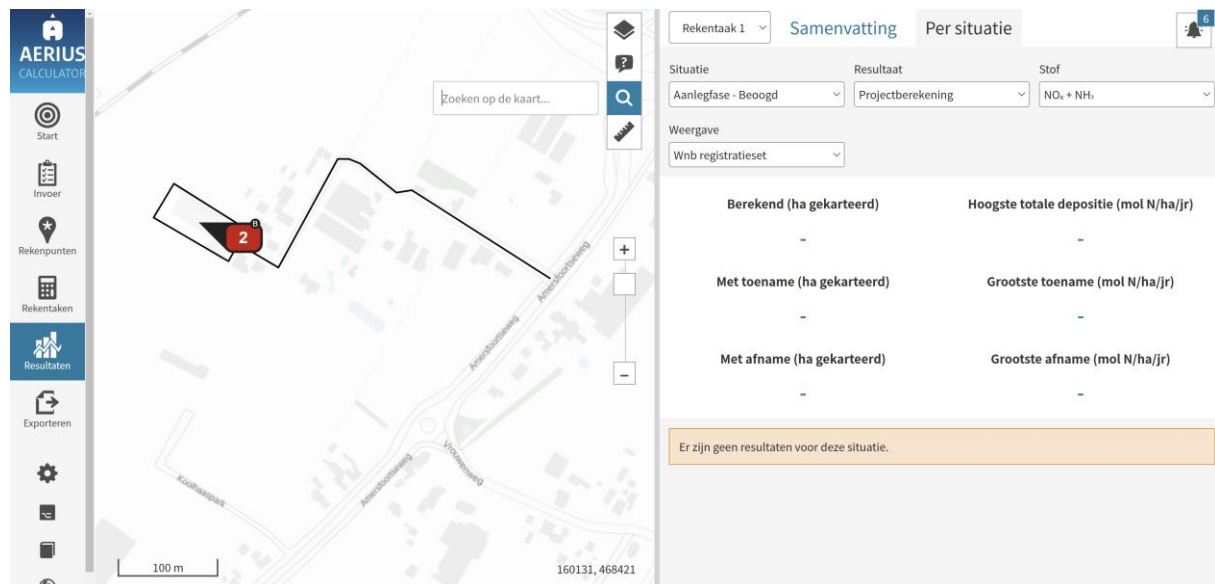 AERIUS
CALCULATOR
Start
Invoer
Rekenpunten
Rekentaken
Resultaten
Exporteren
Zoeken op de kaart...
?
2
B
+
–
Amersfoortseweg
Amersfoortseweg
Amersfoortseweg
Vrouwenweg
Koolhaaspark
100 m
160131, 468421
Rekentaak 1
Samenvatting
Per situatie
6
Situatie
Resultaat
Stof
Aanlegfase - Beoogd
Projectberekening
NOₓ + NH₃
Weergave
Wnb registratieset
Berekend (ha gekarteerd)
Hoogste totale depositie (mol N/ha/jr)
-
-
Met toename (ha gekarteerd)
Grootste toename (mol N/ha/jr)
-
-
Met afname (ha gekarteerd)
Grootste afname (mol N/ha/jr)
-
-
Er zijn geen resultaten voor deze situatie.